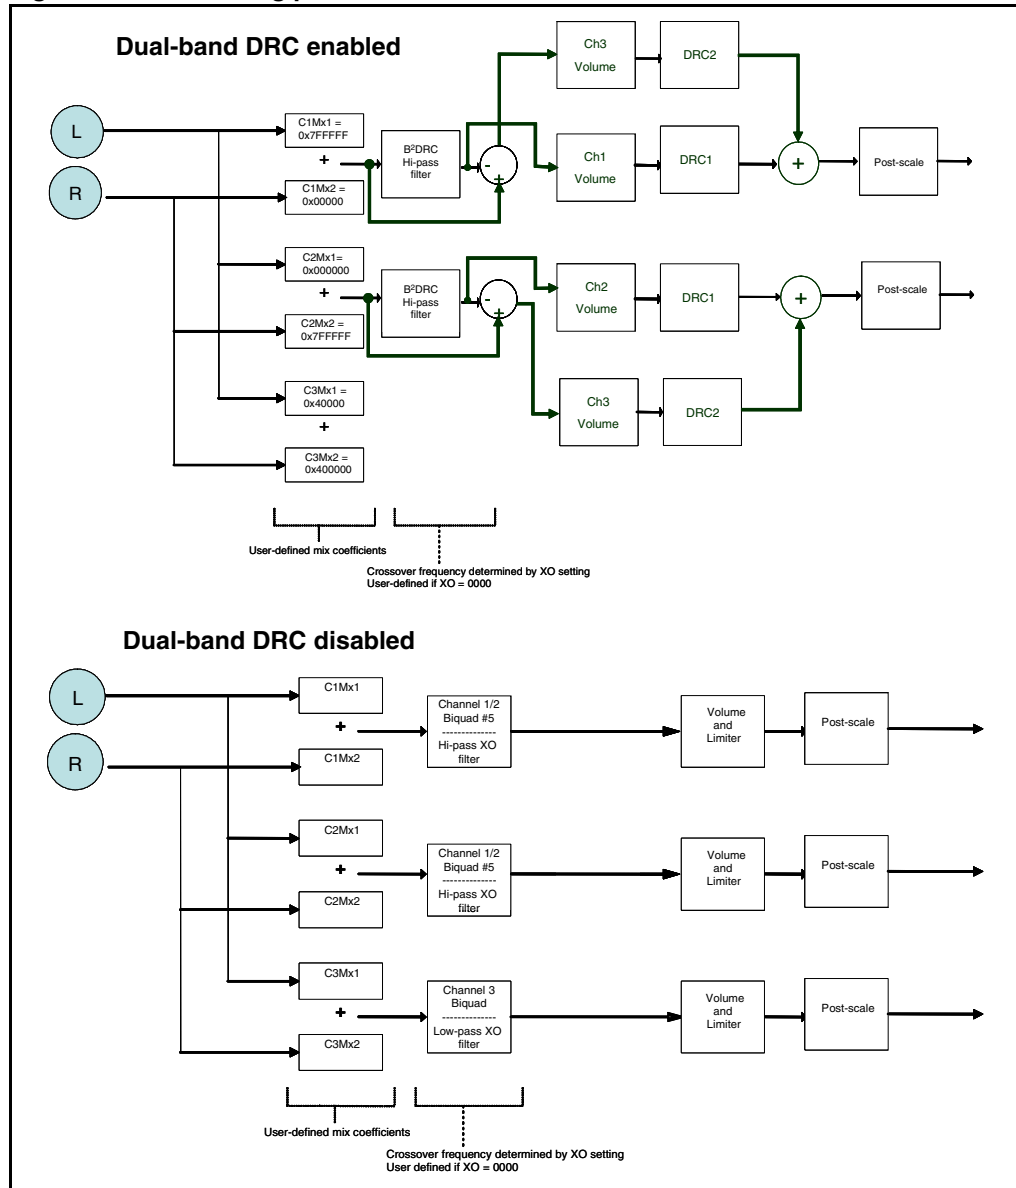 Dual-band DRC enabled
Ch3
Volume
DRC2
L
C1Mx1 =
0x7FFFFF
+
B²DRC
Hi-pass
filter
-
+
Ch1
Volume
DRC1
+
Post-scale
R
C1Mx2 =
0x00000
C2Mx1=
0x000000
+
B²DRC
Hi-pass
filter
-
+
Ch2
Volume
DRC1
+
Post-scale
C2Mx2 =
0x7FFFFF
C3Mx1 =
0x40000
+
Ch3
Volume
DRC2
C3Mx2 =
0x400000
User-defined mix coefficients
Crossover frequency determined by XO setting
User-defined if XO = 0000
Dual-band DRC disabled
L
C1Mx1
+
Channel 1/2
Biquad #5
--------------
Hi-pass XO
filter
Volume
and
Limiter
Post-scale
R
C1Mx2
C2Mx1
+
Channel 1/2
Biquad #5
--------------
Hi-pass XO
filter
Volume
and
Limiter
Post-scale
C2Mx2
C3Mx1
+
Channel 3
Biquad
--------------
Low-pass XO
filter
Volume
and
Limiter
Post-scale
C3Mx2
User-defined mix coefficients
Crossover frequency determined by XO setting
User defined if XO = 0000